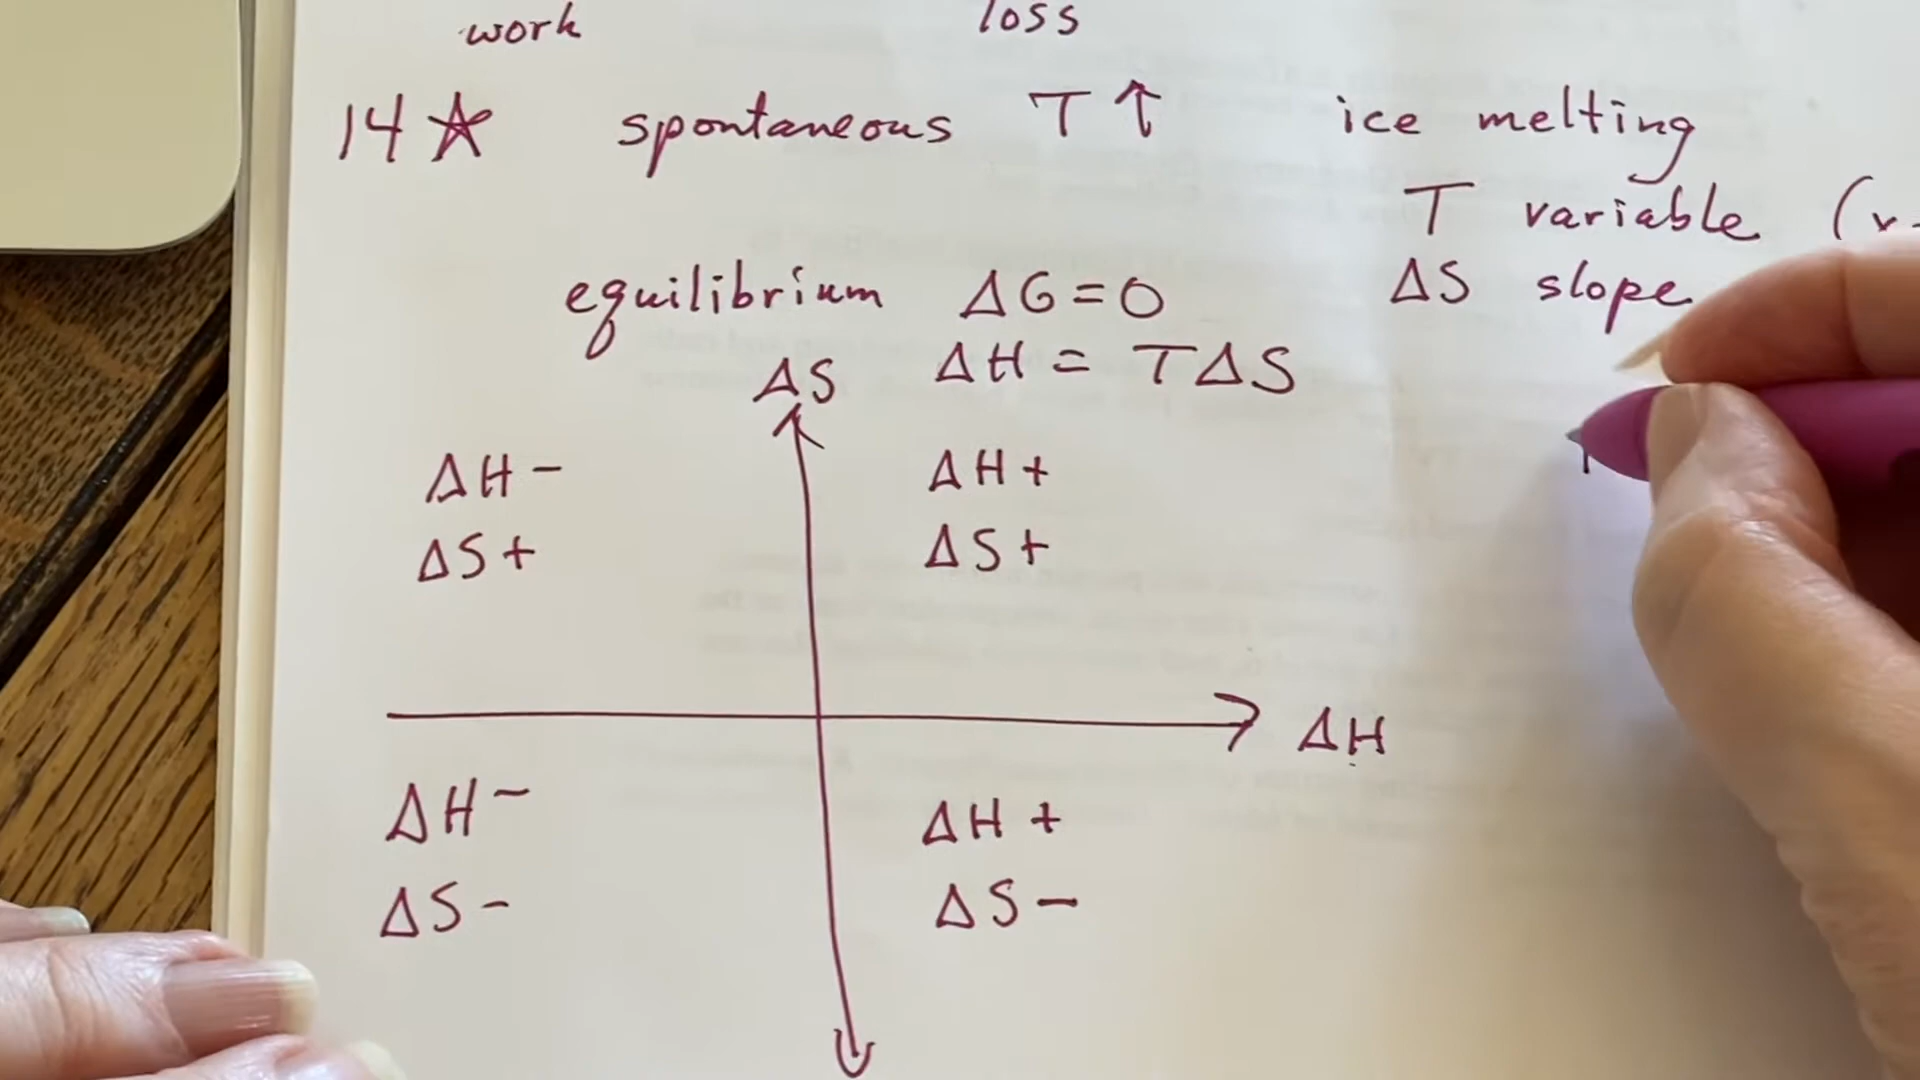 work loss
14☆ spontaneous T↑ ice melting
T variable (x
equilibrium ΔG=0 ΔS slope
ΔS ΔH = TΔS
ΔH- ΔH+
ΔS+ ΔS+
ΔH
ΔH- ΔH+
ΔS- ΔS-